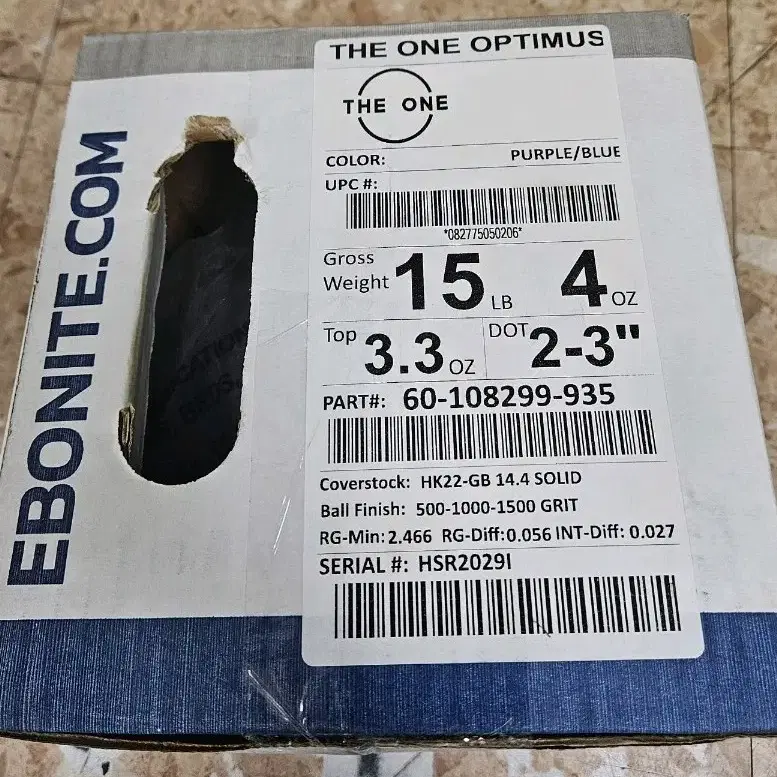 EBONITE.COM
THE ONE OPTIMUS
THE ONE
COLOR: PURPLE/BLUE
UPC #:
*082775050206*
Gross Weight 15 LB 4 OZ
Top 3.3 OZ DOT 2-3"
PART#: 60-108299-935
Coverstock: HK22-GB 14.4 SOLID
Ball Finish: 500-1000-1500 GRIT
RG-Min: 2.466 RG-Diff: 0.056 INT-Diff: 0.027
SERIAL #: HSR2029I